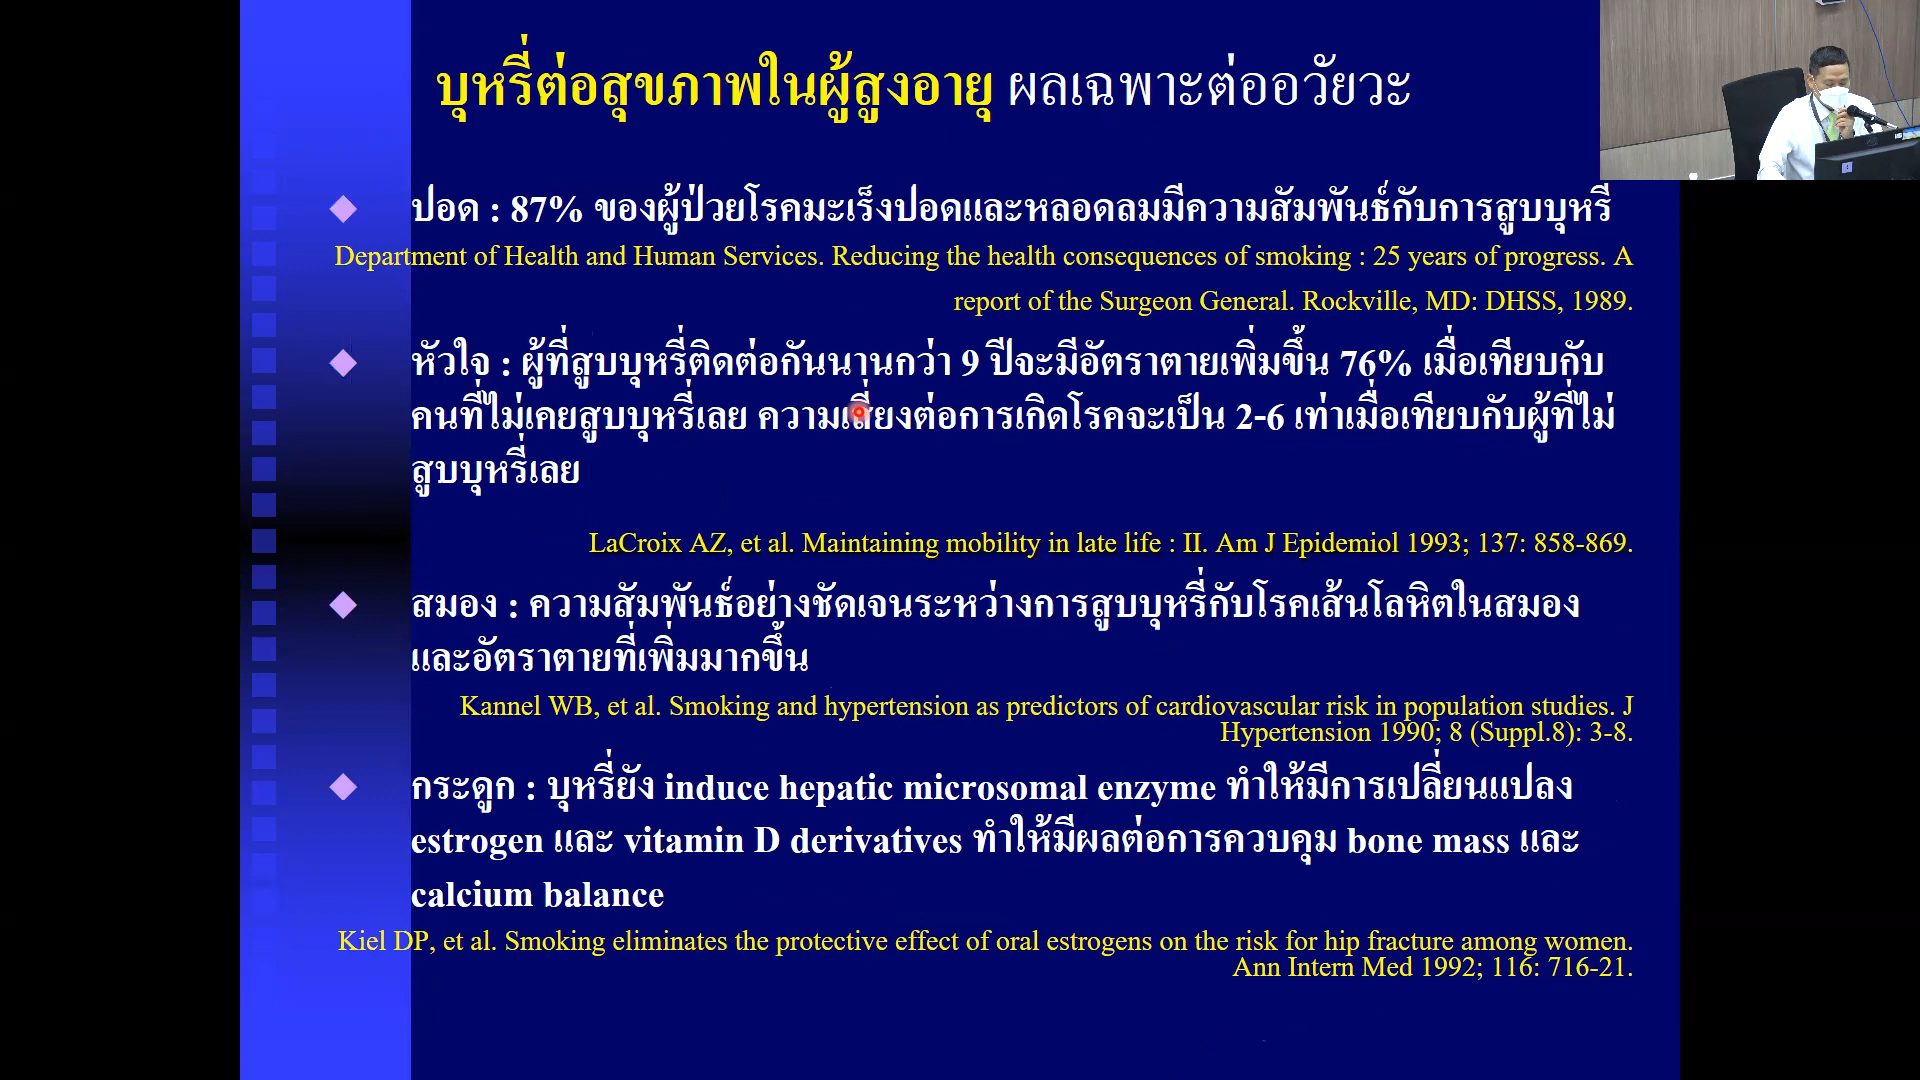 บุหรี่ต่อสุขภาพในผู้สูงอายุ ผลเฉพาะต่ออวัยวะ
ปอด : 87% ของผู้ป่วยโรคมะเร็งปอดและหลอดลมมีความสัมพันธ์กับการสูบบุหรี่
Department of Health and Human Services. Reducing the health consequences of smoking : 25 years of progress. A
report of the Surgeon General. Rockville, MD: DHSS, 1989.
หัวใจ : ผู้ที่สูบบุหรี่ติดต่อกันนานกว่า 9 ปีจะมีอัตราตายเพิ่มขึ้น 76% เมื่อเทียบกับ
คนที่ไม่เคยสูบบุหรี่เลย ความเสี่ยงต่อการเกิดโรคจะเป็น 2-6 เท่าเมื่อเทียบกับผู้ที่ไม่
สูบบุหรี่เลย
LaCroix AZ, et al. Maintaining mobility in late life : II. Am J Epidemiol 1993; 137: 858-869.
สมอง : ความสัมพันธ์อย่างชัดเจนระหว่างการสูบบุหรี่กับโรคเส้นโลหิตในสมอง
และอัตราตายที่เพิ่มมากขึ้น
Kannel WB, et al. Smoking and hypertension as predictors of cardiovascular risk in population studies. J
Hypertension 1990; 8 (Suppl.8): 3-8.
กระดูก : บุหรี่ยัง induce hepatic microsomal enzyme ทำให้มีการเปลี่ยนแปลง
estrogen และ vitamin D derivatives ทำให้มีผลต่อการควบคุม bone mass และ
calcium balance
Kiel DP, et al. Smoking eliminates the protective effect of oral estrogens on the risk for hip fracture among women.
Ann Intern Med 1992; 116: 716-21.